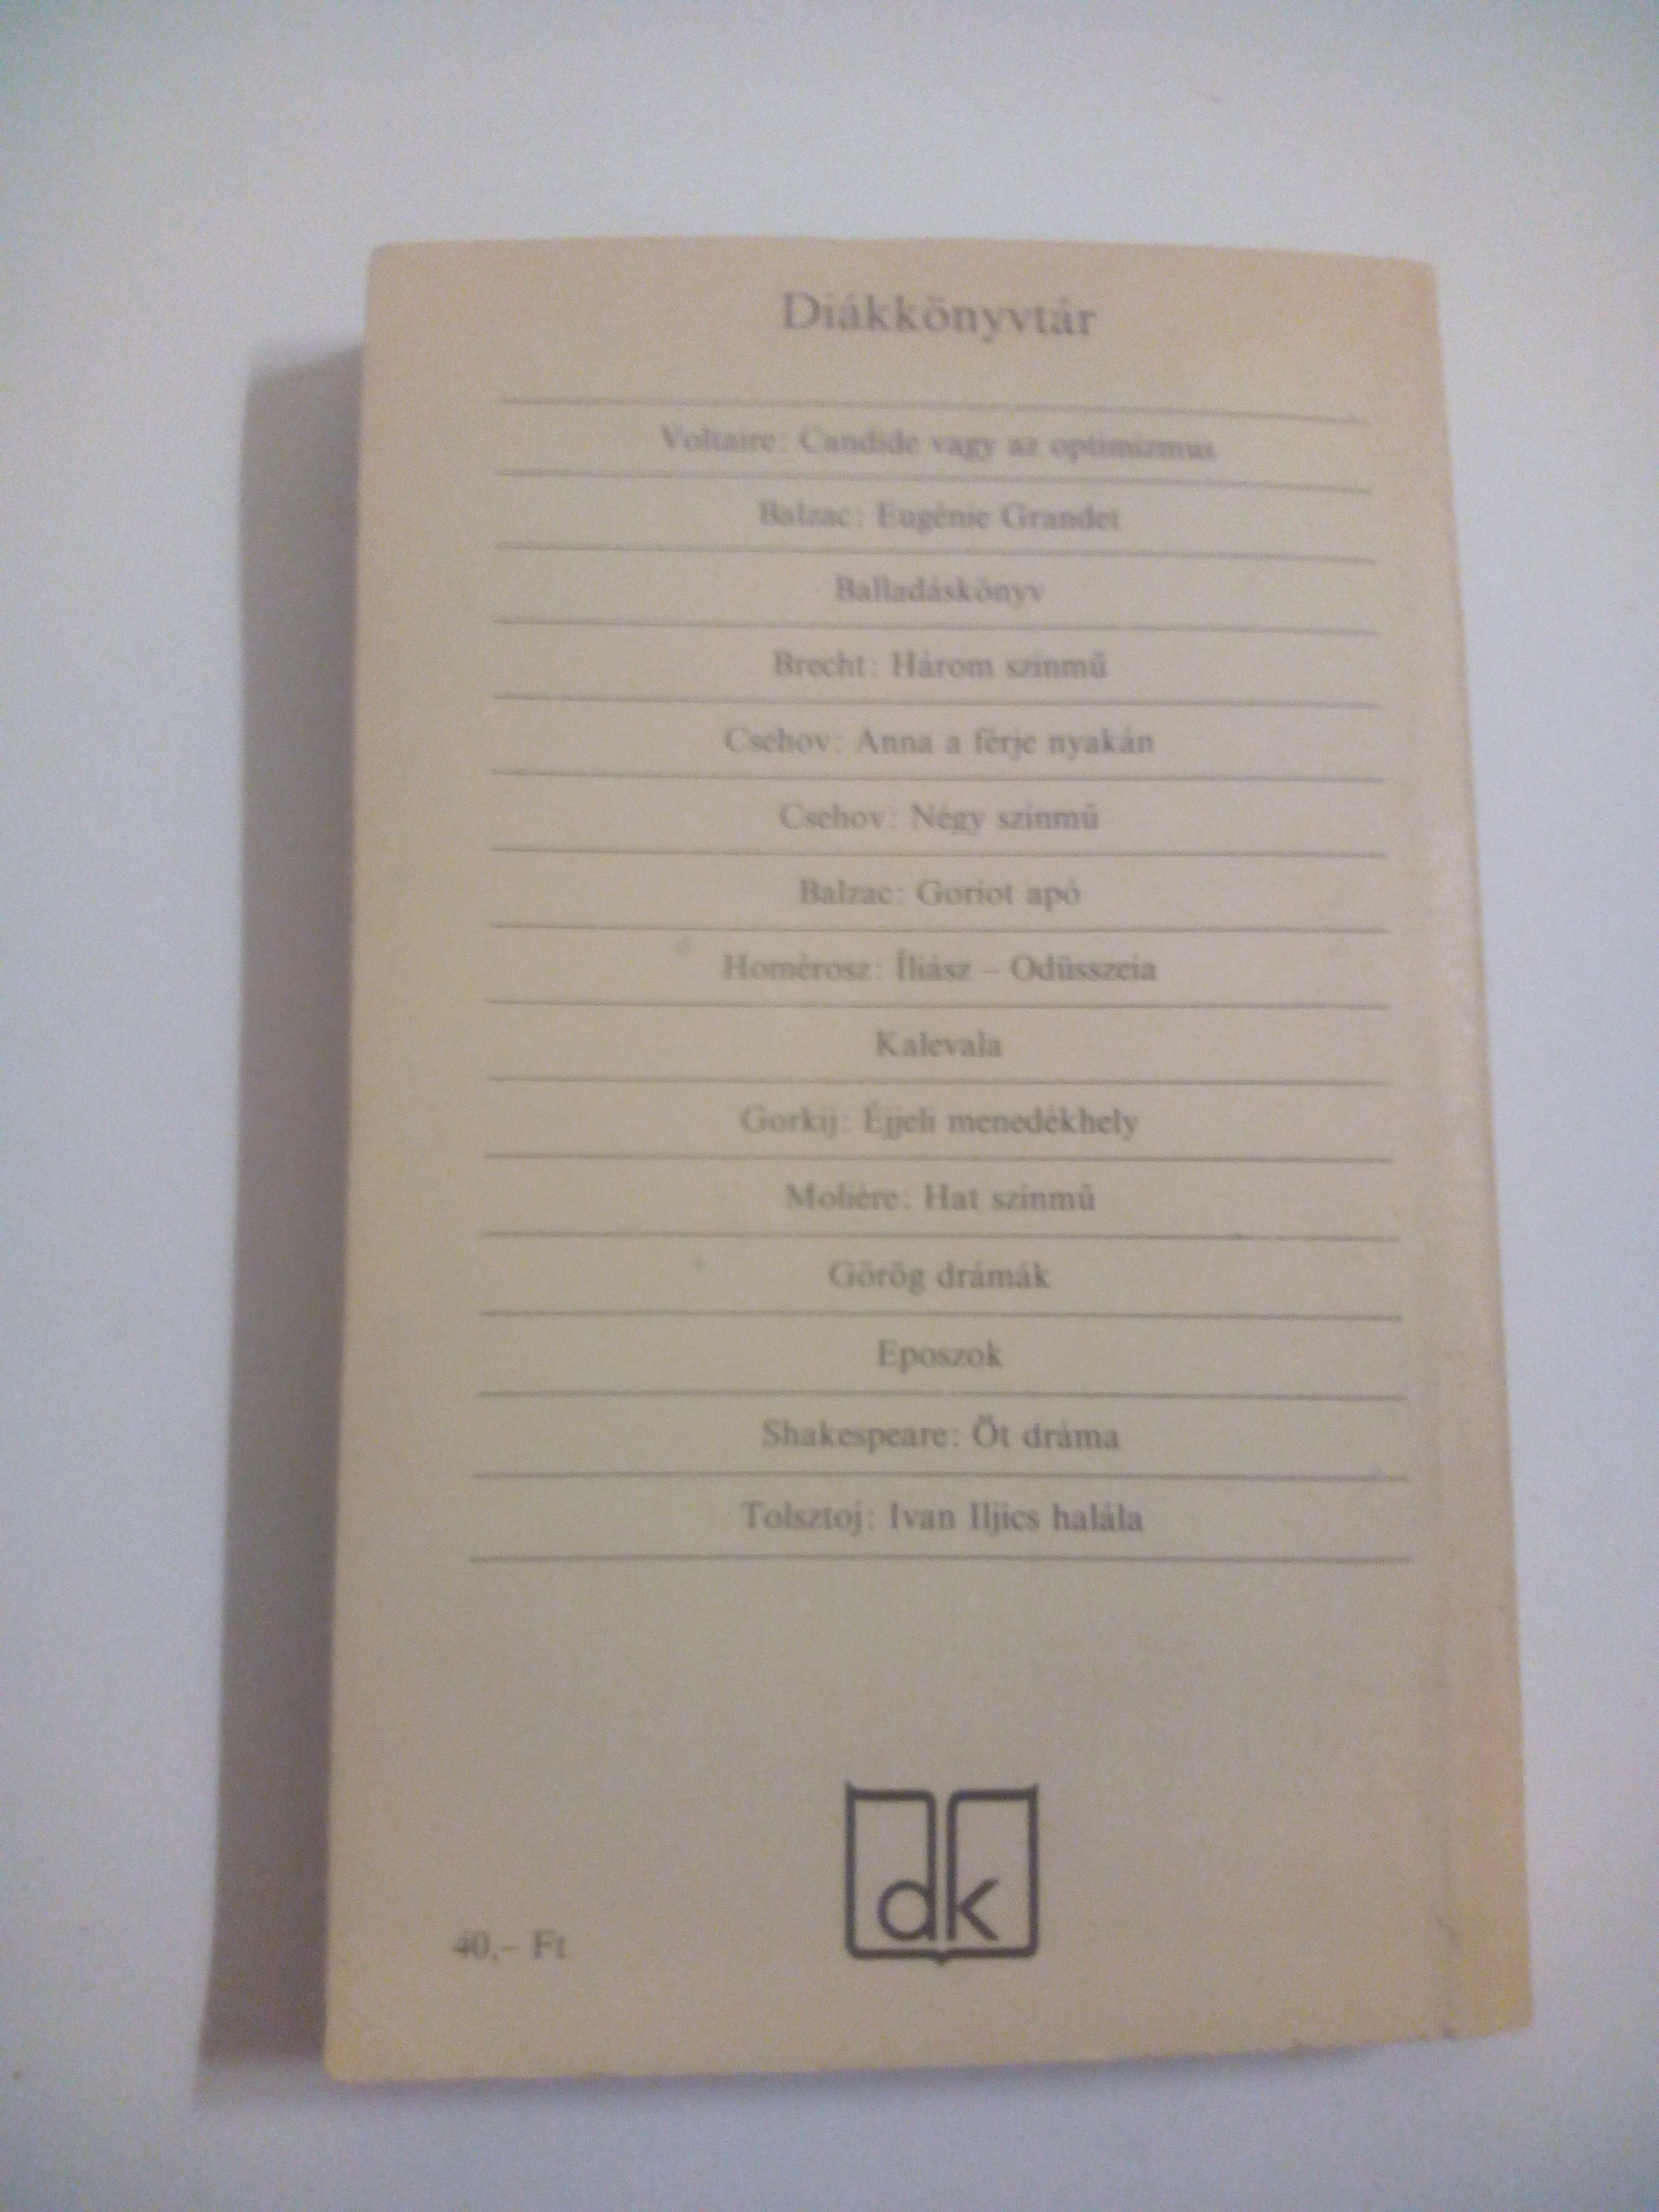 Diákkönyvtár
Voltaire: Candide vagy az optimizmus
Balzac: Eugénie Grandet
Balladáskönyv
Brecht: Három színmű
Csehov: Anna a férje nyakán
Csehov: Négy színmű
Balzac: Goriot apó
Homérosz: Íliász – Odüsszeia
Kalevala
Gorkij: Éjjeli menedékhely
Molière: Hat színmű
Görög drámák
Eposzok
Shakespeare: Öt dráma
Tolsztoj: Ivan Iljics halála
dk
40,– Ft